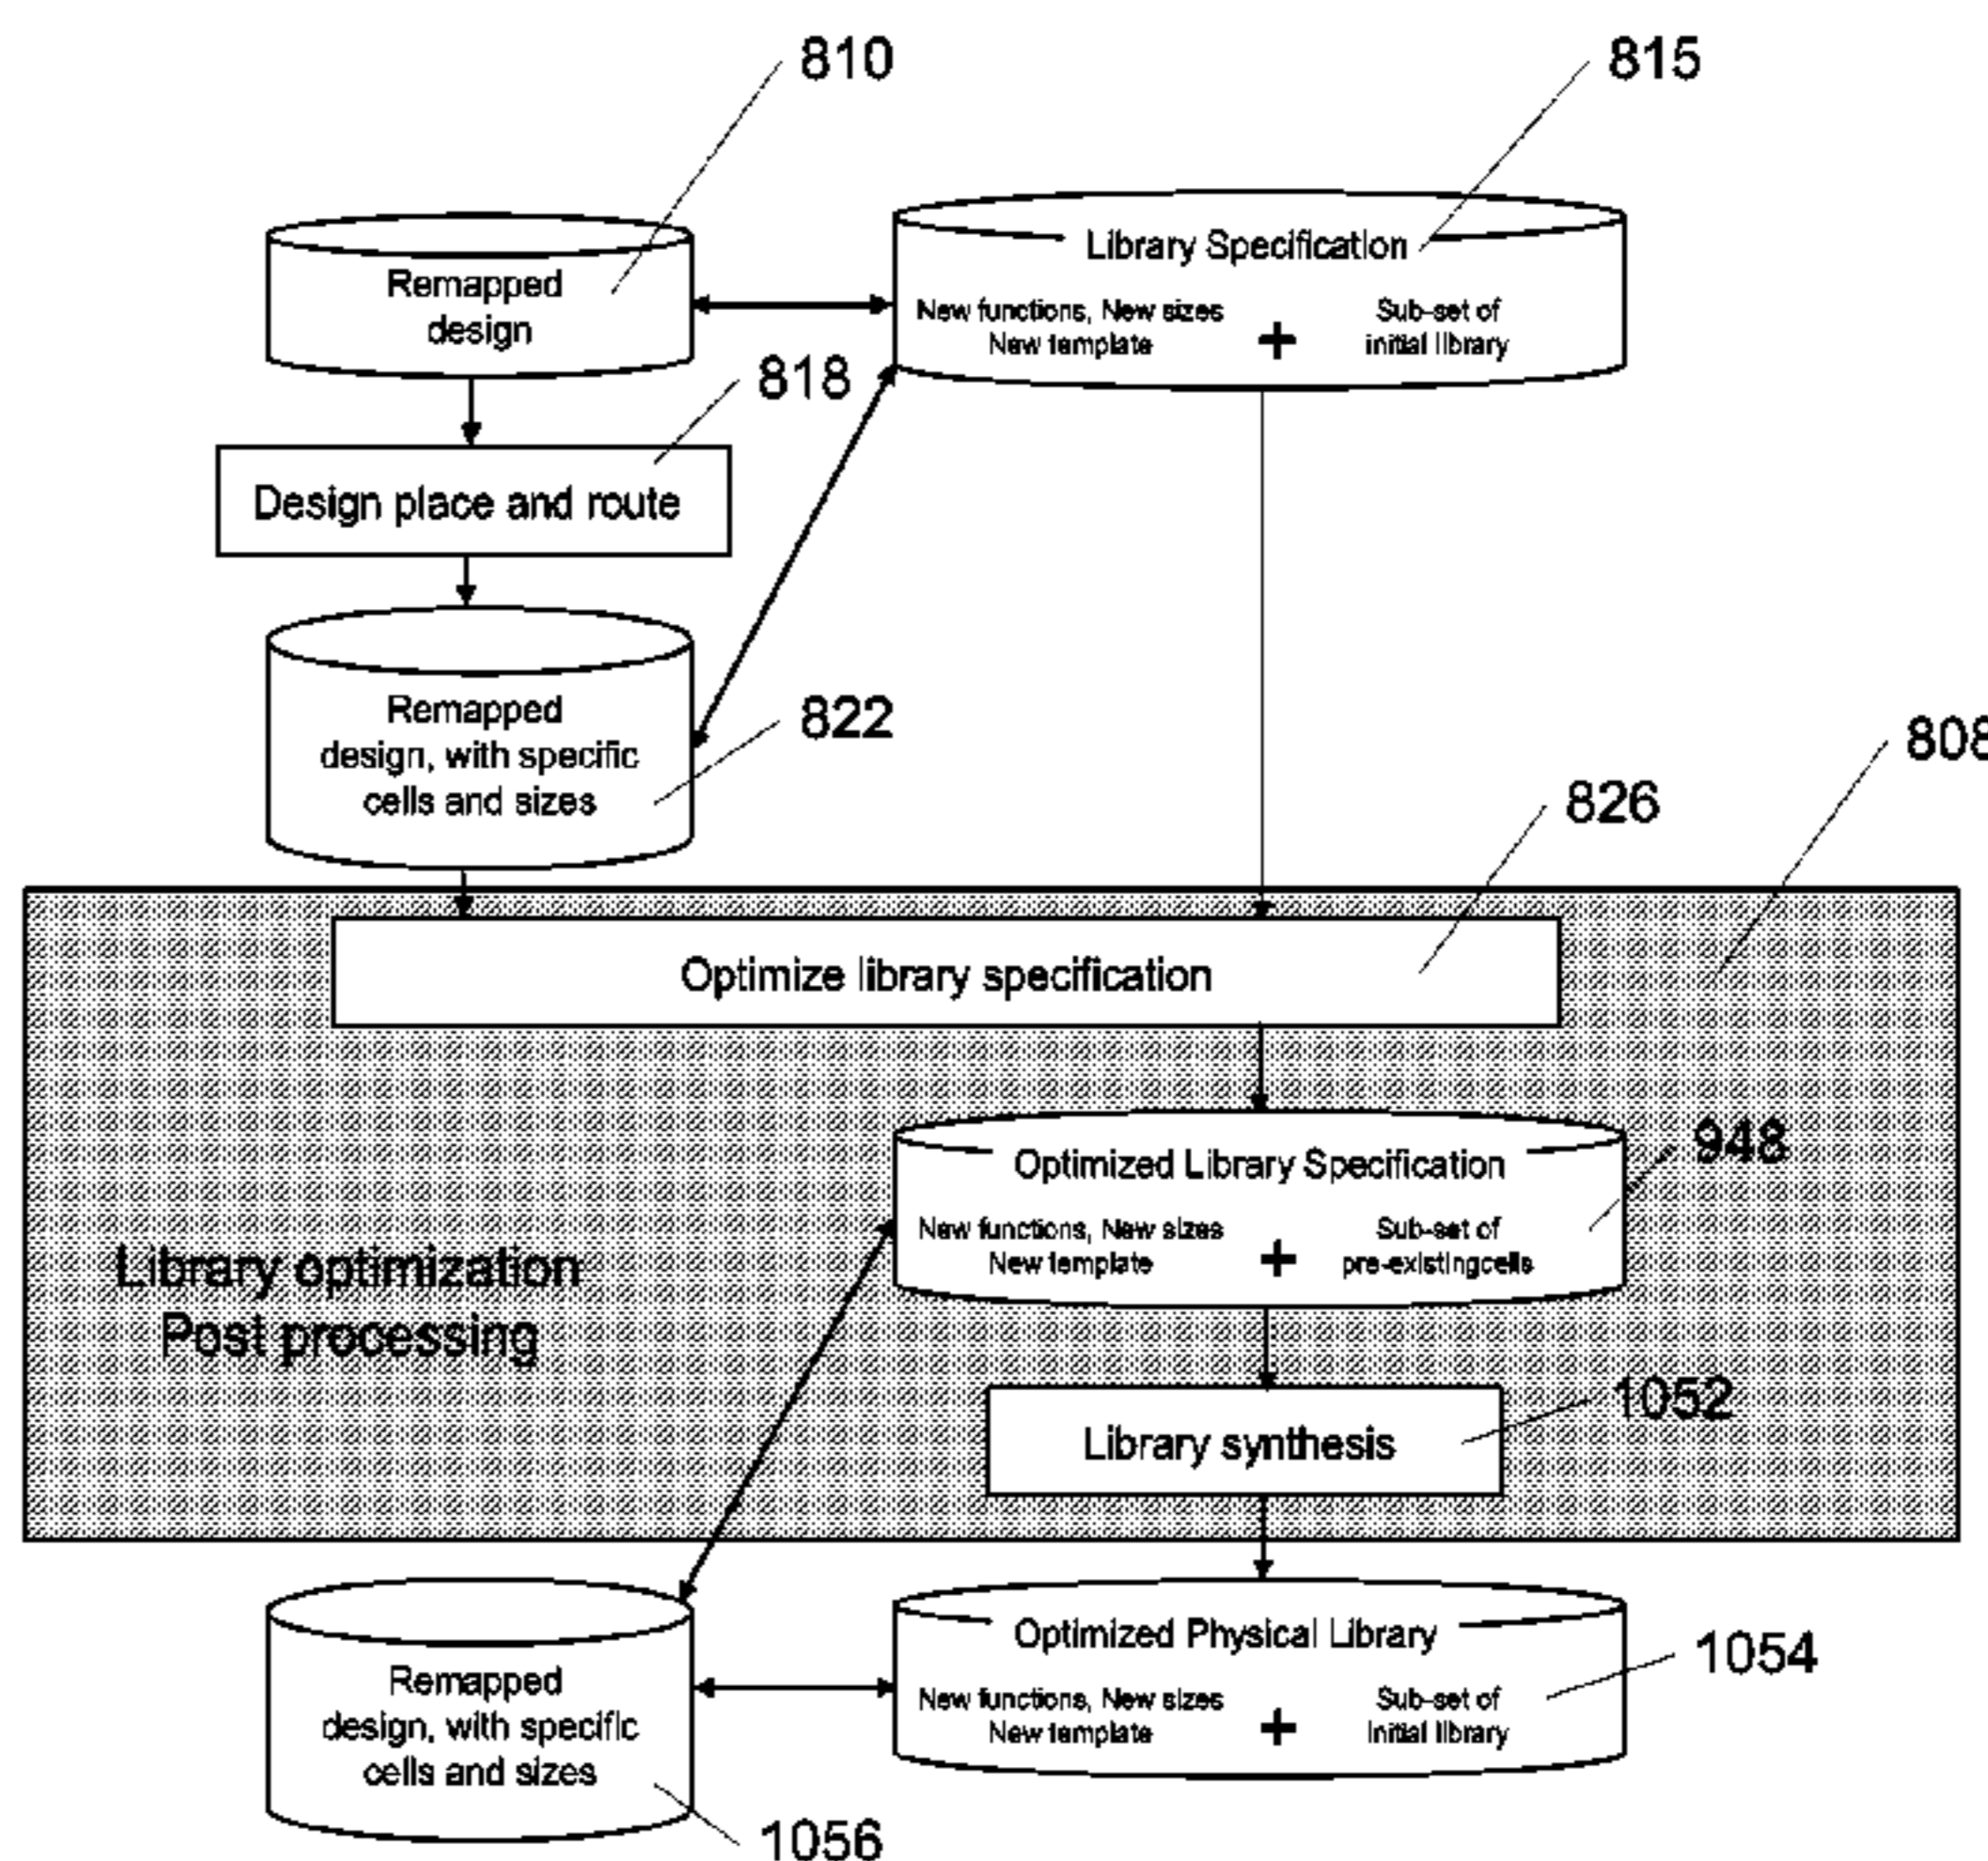 810
815
Remapped
design
Library Specification
New functions, New sizes
New template
+
Sub-set of
initial library
818
Design place and route
Remapped
design, with specific
cells and sizes
822
808
826
Optimize library specification
Optimized Library Specification
948
New functions, New sizes
New template
+
Sub-set of
pre-existingcells
Library optimization
Post processing
1052
Library synthesis
Optimized Physical Library
1054
New functions, New sizes
New template
+
Sub-set of
initial library
Remapped
design, with specific
cells and sizes
1056